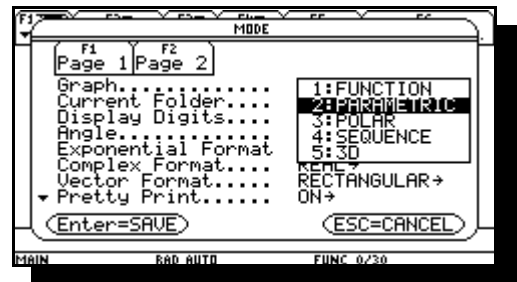 MODE
F1 F2
Page 1 Page 2
Graph.............
1:FUNCTION
Current Folder....
2:PARAMETRIC
Display Digits....
3:POLAR
Angle.............
4:SEQUENCE
Exponential Format
5:3D
Complex Format....
REAL→
Vector Format.....
RECTANGULAR→
Pretty Print......
ON→
Enter=SAVE ESC=CANCEL
MAIN RAD AUTO FUNC 0/30